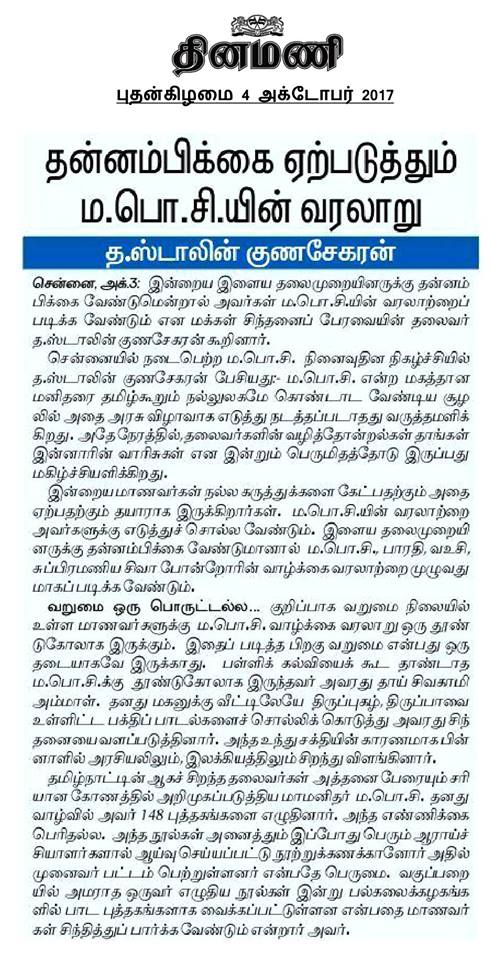 தினமணி
புதன்கிழமை 4 அக்டோபர் 2017
தன்னம்பிக்கை ஏற்படுத்தும்
ம.பொ.சி.யின் வரலாறு
த.ஸ்டாலின் குணசேகரன்
சென்னை, அக்.3: இன்றைய இளைய தலைமுறையினருக்கு தன்னம்
பிக்கை வேண்டுமென்றால் அவர்கள் ம.பொ.சி.யின் வரலாற்றைப்
படிக்க வேண்டும் என மக்கள் சிந்தனைப் பேரவையின் தலைவர்
த.ஸ்டாலின் குணசேகரன் கூறினார்.
சென்னையில் நடைபெற்ற ம.பொ.சி. நினைவுதின நிகழ்ச்சியில்
த.ஸ்டாலின் குணசேகரன் பேசியது:- ம.பொ.சி. என்ற மகத்தான
மனிதரை தமிழ்கூறும் நல்லுலகமே கொண்டாட வேண்டிய சூழ
லில் அதை அரசு விழாவாக எடுத்து நடத்தப்படாதது வருத்தமளிக்
கிறது. அதே நேரத்தில், தலைவர்களின் வழித்தோன்றல்கள் தாங்கள்
இன்னாரின் வாரிசுகள் என இன்றும் பெருமிதத்தோடு இருப்பது
மகிழ்ச்சியளிக்கிறது.
இன்றைய மாணவர்கள் நல்ல கருத்துக்களை கேட்பதற்கும் அதை
ஏற்பதற்கும் தயாராக இருக்கிறார்கள். ம.பொ.சி.யின் வரலாற்றை
அவர்களுக்கு எடுத்துச் சொல்ல வேண்டும். இளைய தலைமுறையி
னருக்கு தன்னம்பிக்கை வேண்டுமானால் ம.பொ.சி., பாரதி, வஉசி,
சுப்பிரமணிய சிவா போன்றோரின் வாழ்க்கை வரலாற்றை முழுவது
மாகப் படிக்க வேண்டும்.
வறுமை ஒரு பொருட்டல்ல... குறிப்பாக வறுமை நிலையில்
உள்ள மாணவர்களுக்கு ம.பொ.சி. வாழ்க்கை வரலாறு ஒரு தூண்
டுகோலாக இருக்கும். இதைப் படித்த பிறகு வறுமை என்பது ஒரு
தடையாகவே இருக்காது. பள்ளிக் கல்வியைக் கூட தாண்டாத
ம.பொ.சி.க்கு தூண்டுகோலாக இருந்தவர் அவரது தாய் சிவகாமி
அம்மாள். தனது மகனுக்கு வீட்டிலேயே திருப்புகழ், திருப்பாவை
உள்ளிட்ட பக்திப் பாடல்களைச் சொல்லிக் கொடுத்து அவரது சிந்
தனையை வளப்படுத்தினார். அந்த உந்து சக்தியின் காரணமாக பின்
னாளில் அரசியலிலும், இலக்கியத்திலும் சிறந்து விளங்கினார்.
தமிழ்நாட்டின் ஆகச் சிறந்த தலைவர்கள் அத்தனை பேரையும் சரி
யான கோணத்தில் அறிமுகப்படுத்திய மாமனிதர் ம.பொ.சி. தனது
வாழ்வில் அவர் 148 புத்தகங்களை எழுதினார். அந்த எண்ணிக்கை
பெரிதல்ல. அந்த நூல்கள் அனைத்தும் இப்போது பெரும் ஆராய்ச்
சியாளர்களால் ஆய்வு செய்யப்பட்டு நூற்றுக்கணக்கானோர் அதில்
முனைவர் பட்டம் பெற்றுள்ளனர் என்பதே பெருமை. வகுப்பறை
யில் அமராத ஒருவர் எழுதிய நூல்கள் இன்று பல்கலைக்கழகங்க
ளில் பாட புத்தகங்களாக வைக்கப்பட்டுள்ளன என்பதை மாணவர்
கள் சிந்தித்துப் பார்க்க வேண்டும் என்றார் அவர்.